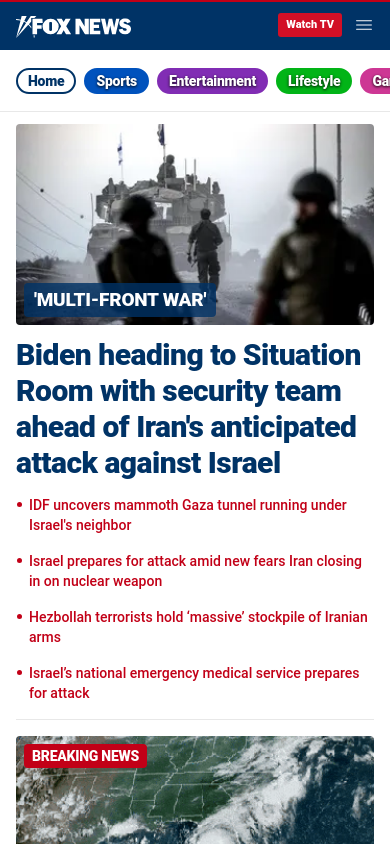 FOX NEWS
Watch TV
Home
Sports
Entertainment
Lifestyle
'MULTI-FRONT WAR'
Biden heading to Situation
Room with security team
ahead of Iran's anticipated
attack against Israel
• IDF uncovers mammoth Gaza tunnel running under
Israel's neighbor
• Israel prepares for attack amid new fears Iran closing
in on nuclear weapon
• Hezbollah terrorists hold ‘massive’ stockpile of Iranian
arms
• Israel’s national emergency medical service prepares
for attack
BREAKING NEWS